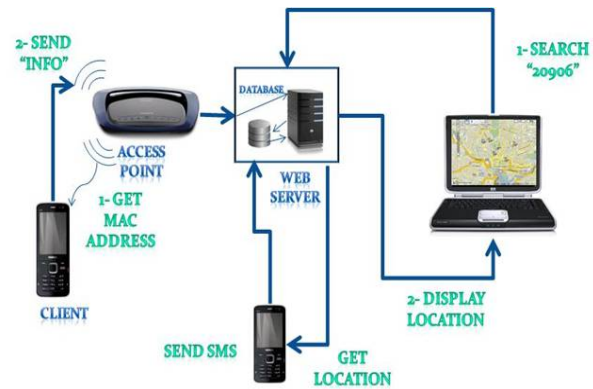 2- SEND
"INFO"
1- SEARCH
"20906"
DATABASE
ACCESS
POINT
WEB
SERVER
1- GET
MAC
ADDRESS
CLIENT
2- DISPLAY
LOCATION
SEND SMS
GET
LOCATION